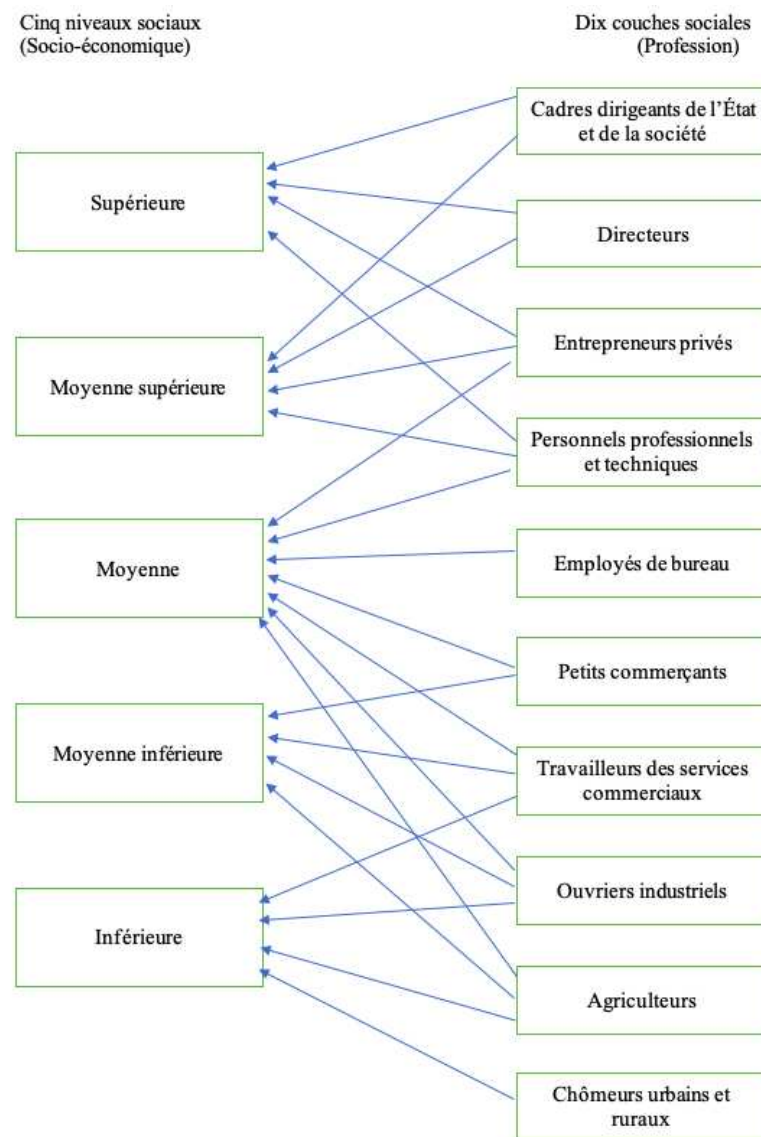 Cinq niveaux sociaux
(Socio-économique)
Dix couches sociales
(Profession)
Supérieure
Moyenne supérieure
Moyenne
Moyenne inférieure
Inférieure
Cadres dirigeants de l’État
et de la société
Directeurs
Entrepreneurs privés
Personnels professionnels
et techniques
Employés de bureau
Petits commerçants
Travailleurs des services
commerciaux
Ouvriers industriels
Agriculteurs
Chômeurs urbains et
ruraux